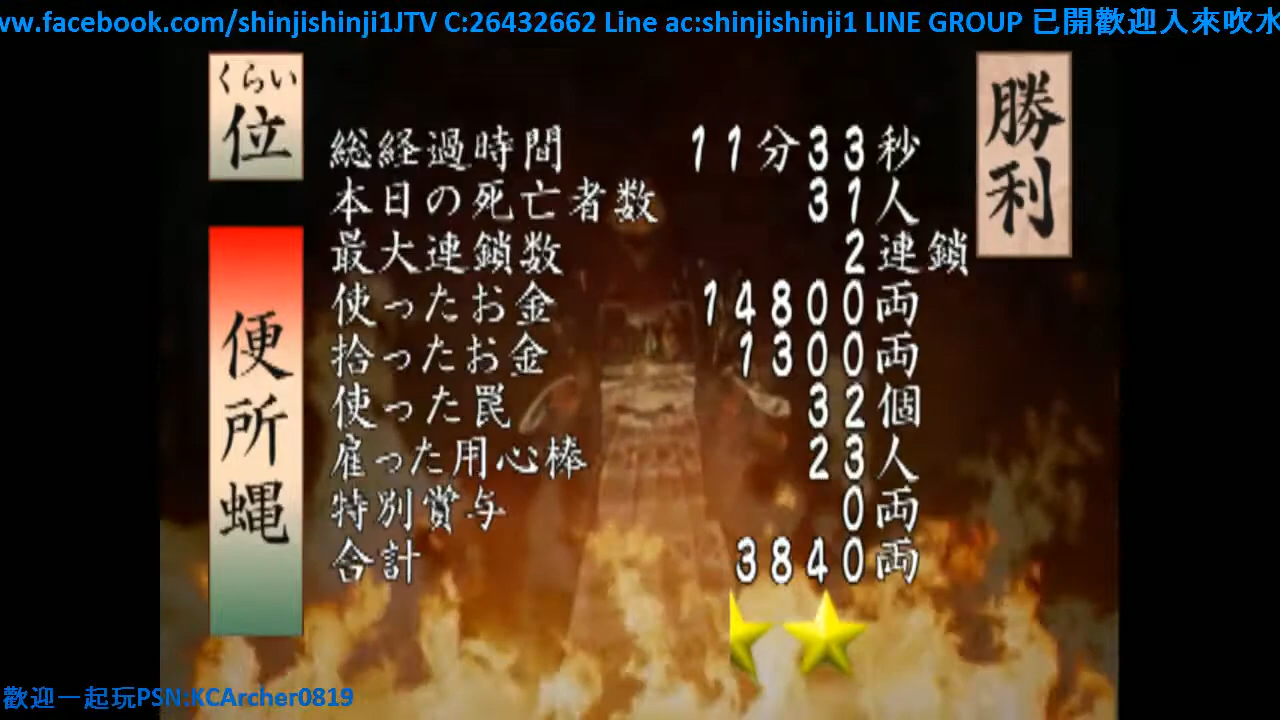 ww.facebook.com/shinjishinji1JTV C:26432662 Line ac:shinjishinji1 LINE GROUP 已開歡迎入來吹水
くらい
位
便所蝿
勝利
総経過時間 11分33秒
本日の死亡者数 31人
最大連鎖数 2連鎖
使ったお金 14800両
拾ったお金 1300両
使った罠 32個
雇った用心棒 23人
特別賞与 0両
合計 3840両
歡迎一起玩PSN:KCArcher0819